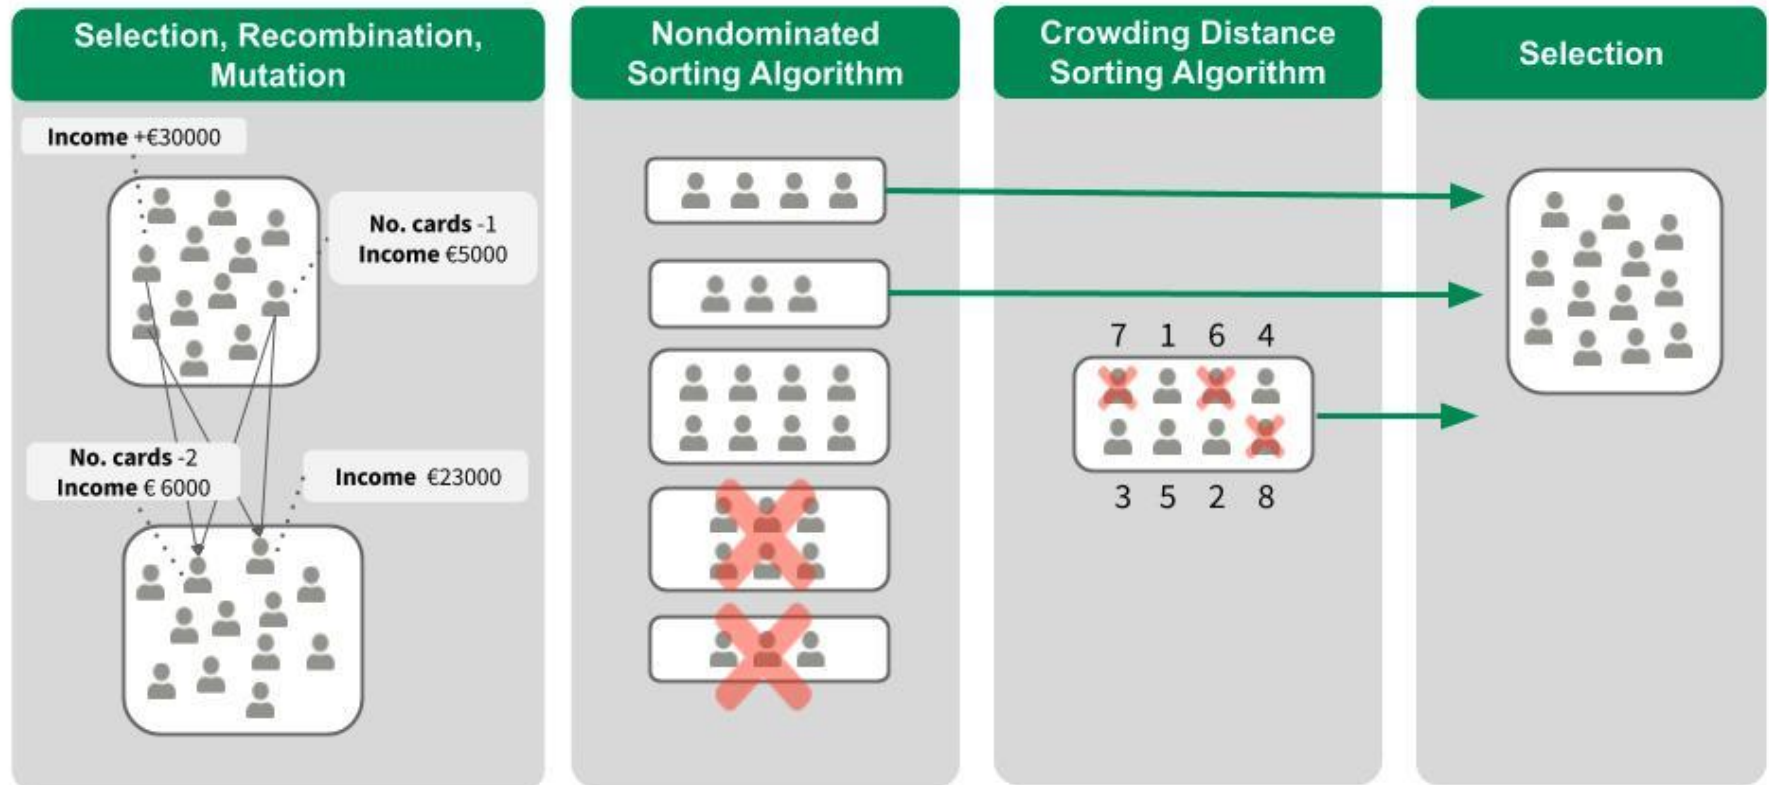 Selection, Recombination,
Mutation
Nondominated
Sorting Algorithm
Crowding Distance
Sorting Algorithm
Selection
Income +€30000
No. cards -1
Income €5000
No. cards -2
Income € 6000
Income €23000
7 1 6 4
3 5 2 8